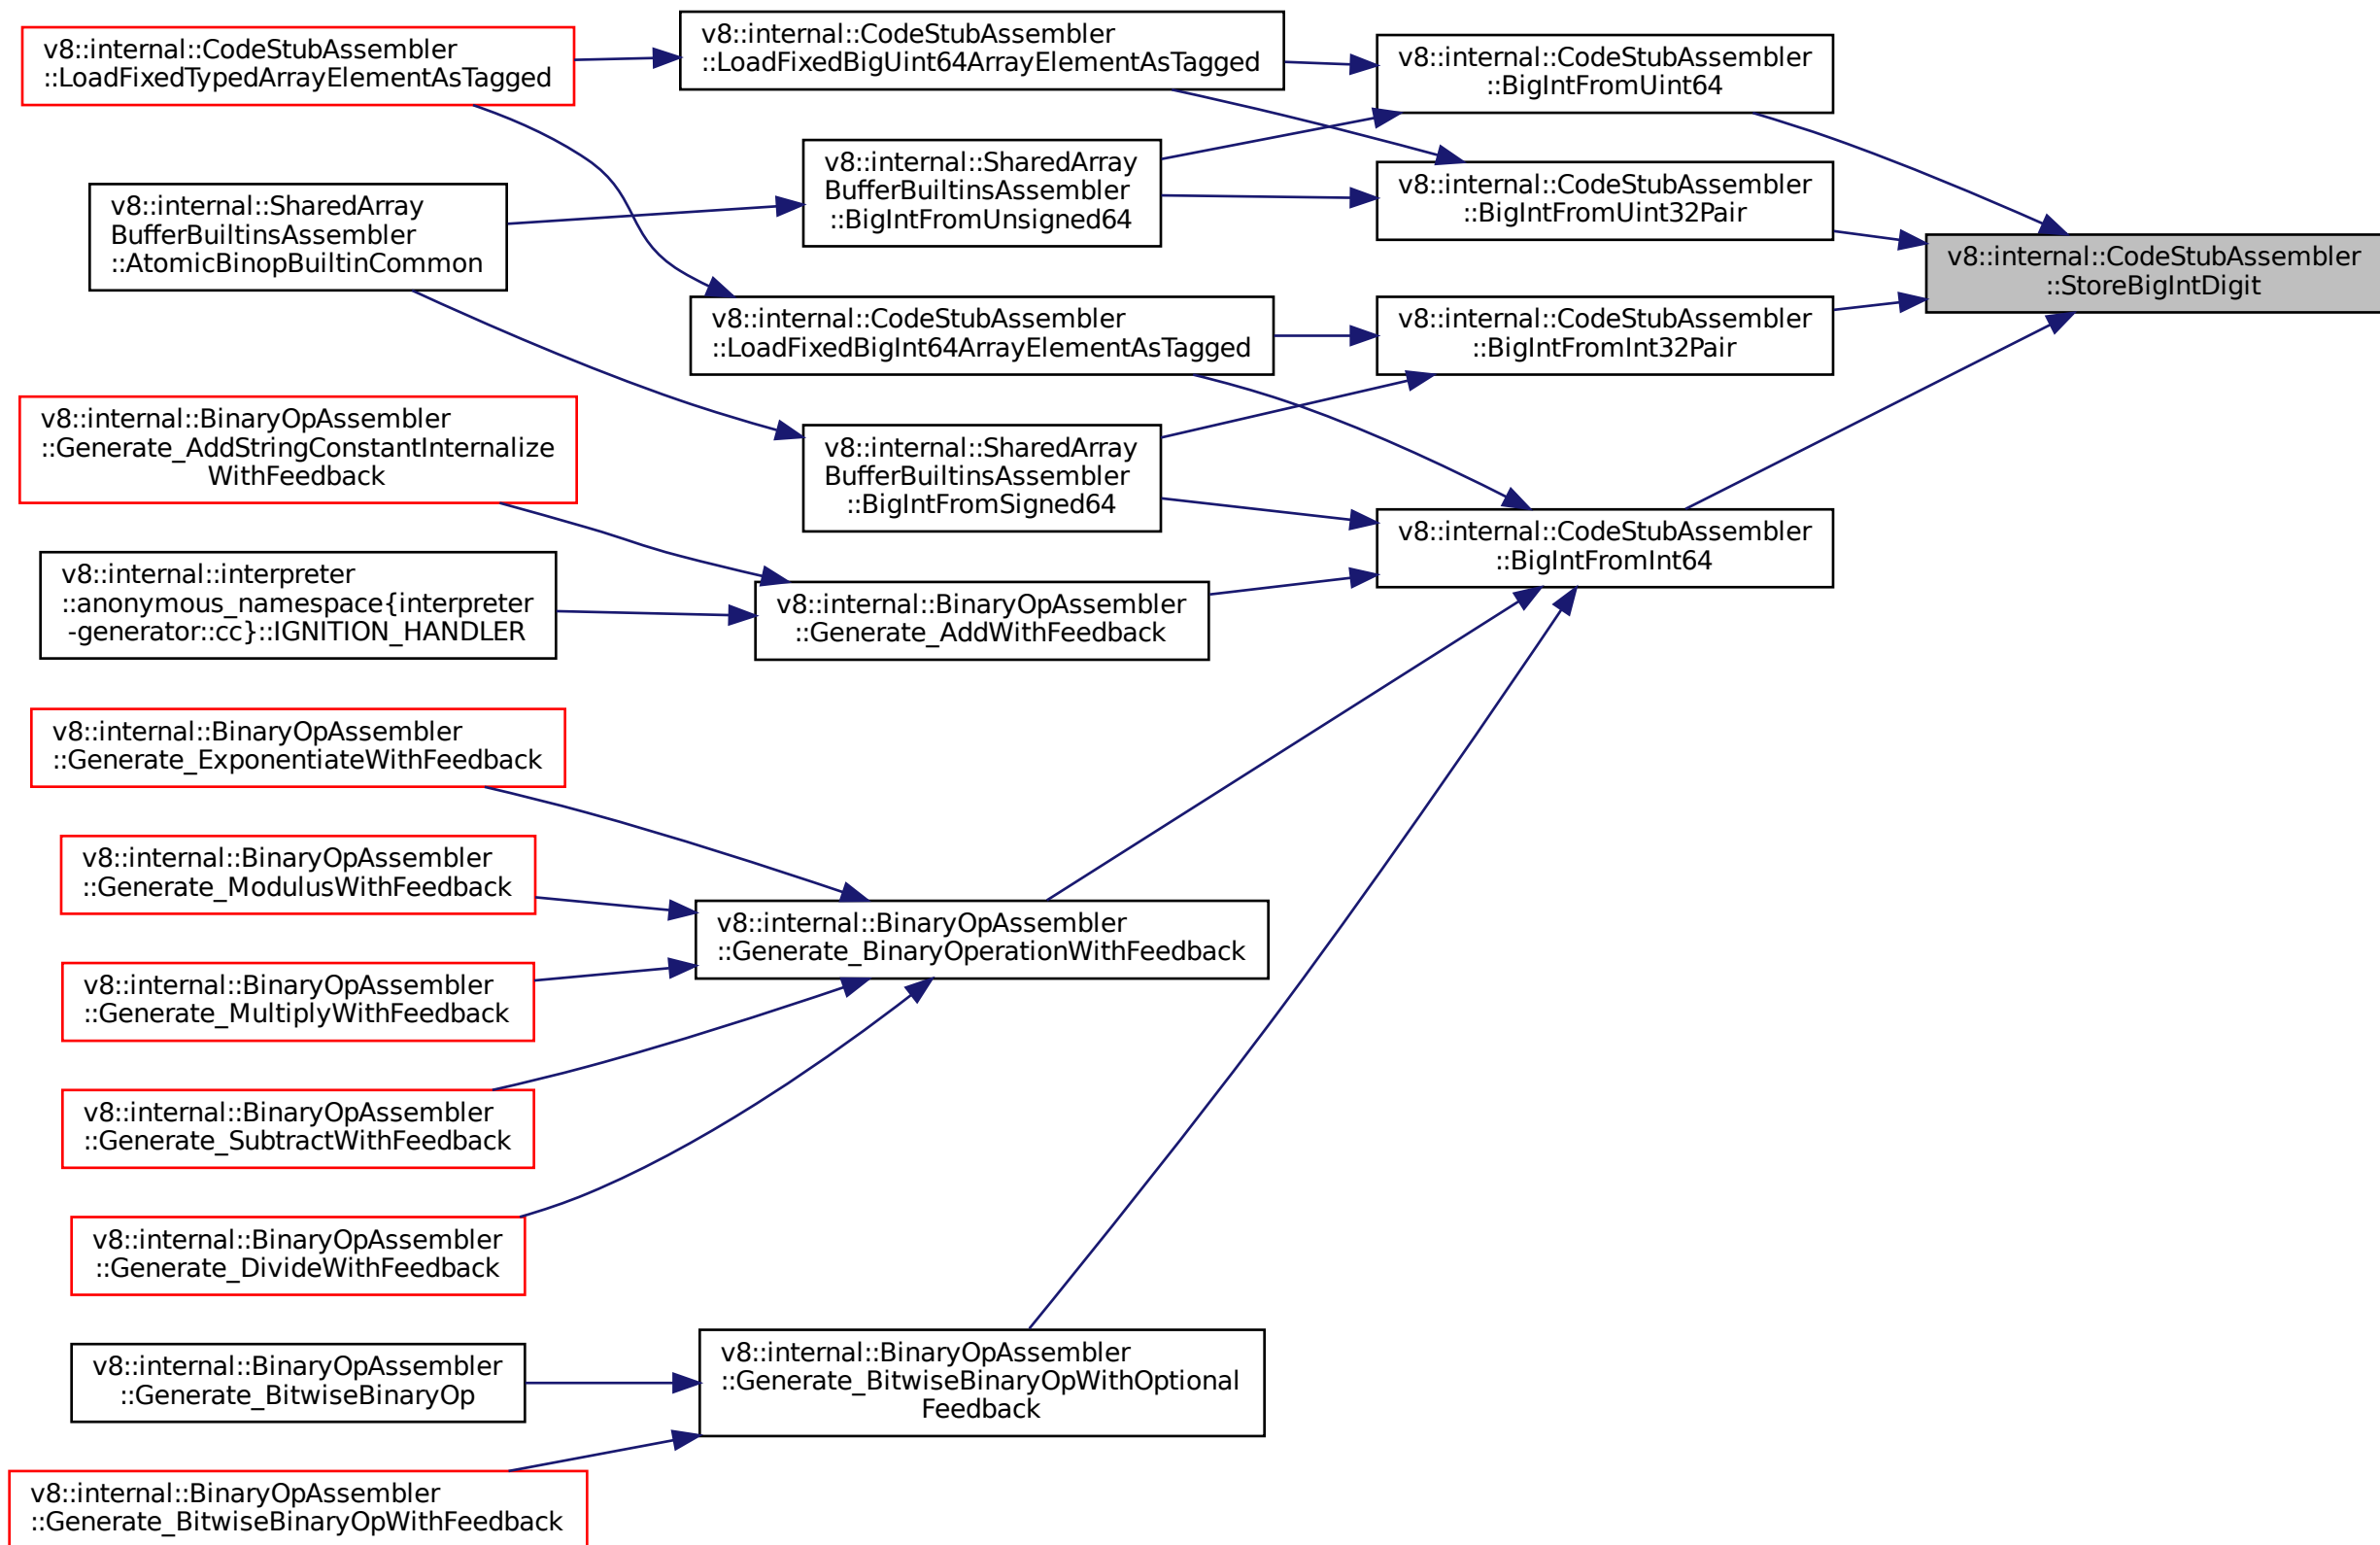 v8::internal::CodeStubAssembler
::LoadFixedTypedArrayElementAsTagged
v8::internal::CodeStubAssembler
::LoadFixedBigUint64ArrayElementAsTagged
v8::internal::CodeStubAssembler
::BigIntFromUint64
v8::internal::SharedArray
BufferBuiltinsAssembler
::BigIntFromUnsigned64
v8::internal::CodeStubAssembler
::BigIntFromUint32Pair
v8::internal::SharedArray
BufferBuiltinsAssembler
::AtomicBinopBuiltinCommon
v8::internal::CodeStubAssembler
::StoreBigIntDigit
v8::internal::CodeStubAssembler
::LoadFixedBigInt64ArrayElementAsTagged
v8::internal::CodeStubAssembler
::BigIntFromInt32Pair
v8::internal::BinaryOpAssembler
::Generate_AddStringConstantInternalize
WithFeedback
v8::internal::SharedArray
BufferBuiltinsAssembler
::BigIntFromSigned64
v8::internal::CodeStubAssembler
::BigIntFromInt64
v8::internal::interpreter
::anonymous_namespace{interpreter
-generator::cc}::IGNITION_HANDLER
v8::internal::BinaryOpAssembler
::Generate_AddWithFeedback
v8::internal::BinaryOpAssembler
::Generate_ExponentiateWithFeedback
v8::internal::BinaryOpAssembler
::Generate_ModulusWithFeedback
v8::internal::BinaryOpAssembler
::Generate_BinaryOperationWithFeedback
v8::internal::BinaryOpAssembler
::Generate_MultiplyWithFeedback
v8::internal::BinaryOpAssembler
::Generate_SubtractWithFeedback
v8::internal::BinaryOpAssembler
::Generate_DivideWithFeedback
v8::internal::BinaryOpAssembler
::Generate_BitwiseBinaryOp
v8::internal::BinaryOpAssembler
::Generate_BitwiseBinaryOpWithOptional
Feedback
v8::internal::BinaryOpAssembler
::Generate_BitwiseBinaryOpWithFeedback